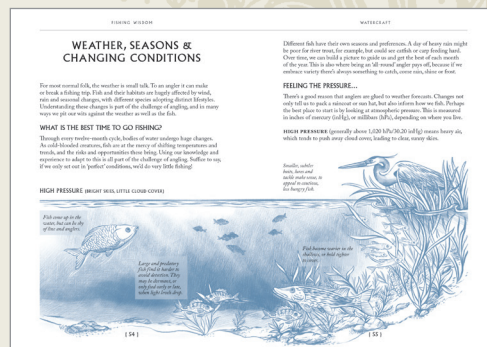 FISHING WISDOM
WEATHER, SEASONS &
CHANGING CONDITIONS
For most normal folk, the weather is small talk. To an angler it can make
or break a fishing trip. Fish and their habitats are hugely affected by wind,
rain and seasonal changes, with different species adopting distinct lifestyles.
Understanding these changes is part of the challenge of angling, and in many
ways we pit our wits against the weather as well as the fish.
WHAT IS THE BEST TIME TO GO FISHING?
Through every twelve-month cycle, bodies of water undergo huge changes.
As cold-blooded creatures, fish are at the mercy of shifting temperatures and
trends, and the risks and opportunities these bring. Using our knowledge and
experience to adapt to this is all part of the challenge of angling. Suffice to say,
if we only set out in 'perfect' conditions, we'd do very little fishing!
HIGH PRESSURE (BRIGHT SKIES, LITTLE CLOUD COVER)
Fish come up in the
water, but can be shy
of line and anglers.
Large and predatory
fish find it harder to
avoid detection. They
may be dormant, or
only feed early or late,
when light levels drop.
[ 54 ]
WATERCRAFT
Different fish have their own seasons and preferences. A day of heavy rain might
be poor for river trout, for example, but could see catfish or carp feeding hard.
Over time, we can build a picture to guide us and get the best of each month
of the year. This is also where being an 'all-round' angler pays off, because if we
embrace variety there's always something to catch, come rain, shine or frost.
FEELING THE PRESSURE...
There's a good reason that anglers are glued to weather forecasts. Changes not
only tell us to pack a raincoat or sun hat, but also inform how we fish. Perhaps
the best place to start is by looking at atmospheric pressure. This is measured
in inches of mercury (inHg), or millibars (hPa), depending on where you live.
HIGH PRESSURE (generally above 1,020 hPa/30.20 inHg) means heavy air,
which tends to push away cloud cover, leading to clear, sunny skies.
Smaller, subtler
baits, lures and
tackle make sense, to
appeal to cautious,
less hungry fish.
Fish become warier in the
shallows, or hold tighter
to cover.
[ 55 ]